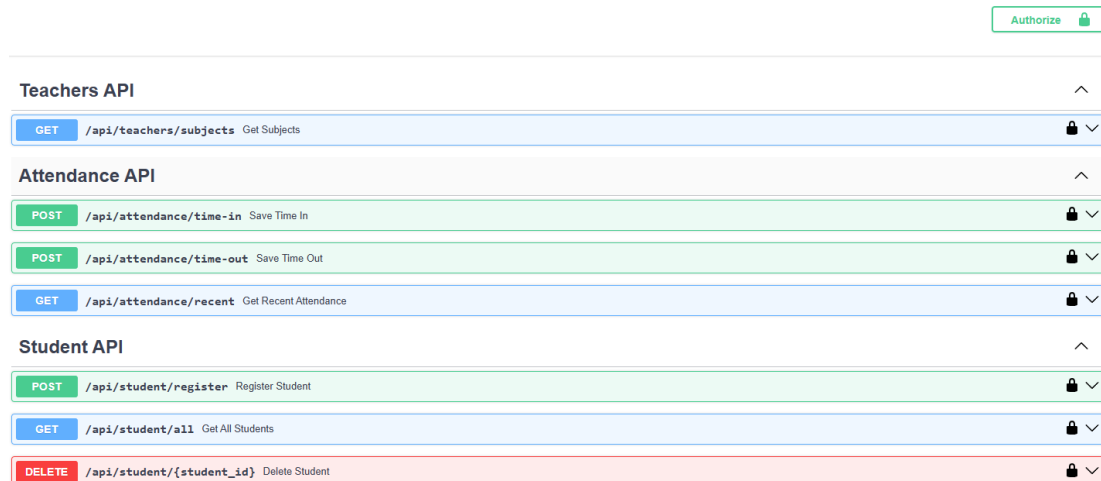 Authorize
Teachers API
GET /api/teachers/subjects Get Subjects
Attendance API
POST /api/attendance/time-in Save Time In
POST /api/attendance/time-out Save Time Out
GET /api/attendance/recent Get Recent Attendance
Student API
POST /api/student/register Register Student
GET /api/student/all Get All Students
DELETE /api/student/{student_id} Delete Student